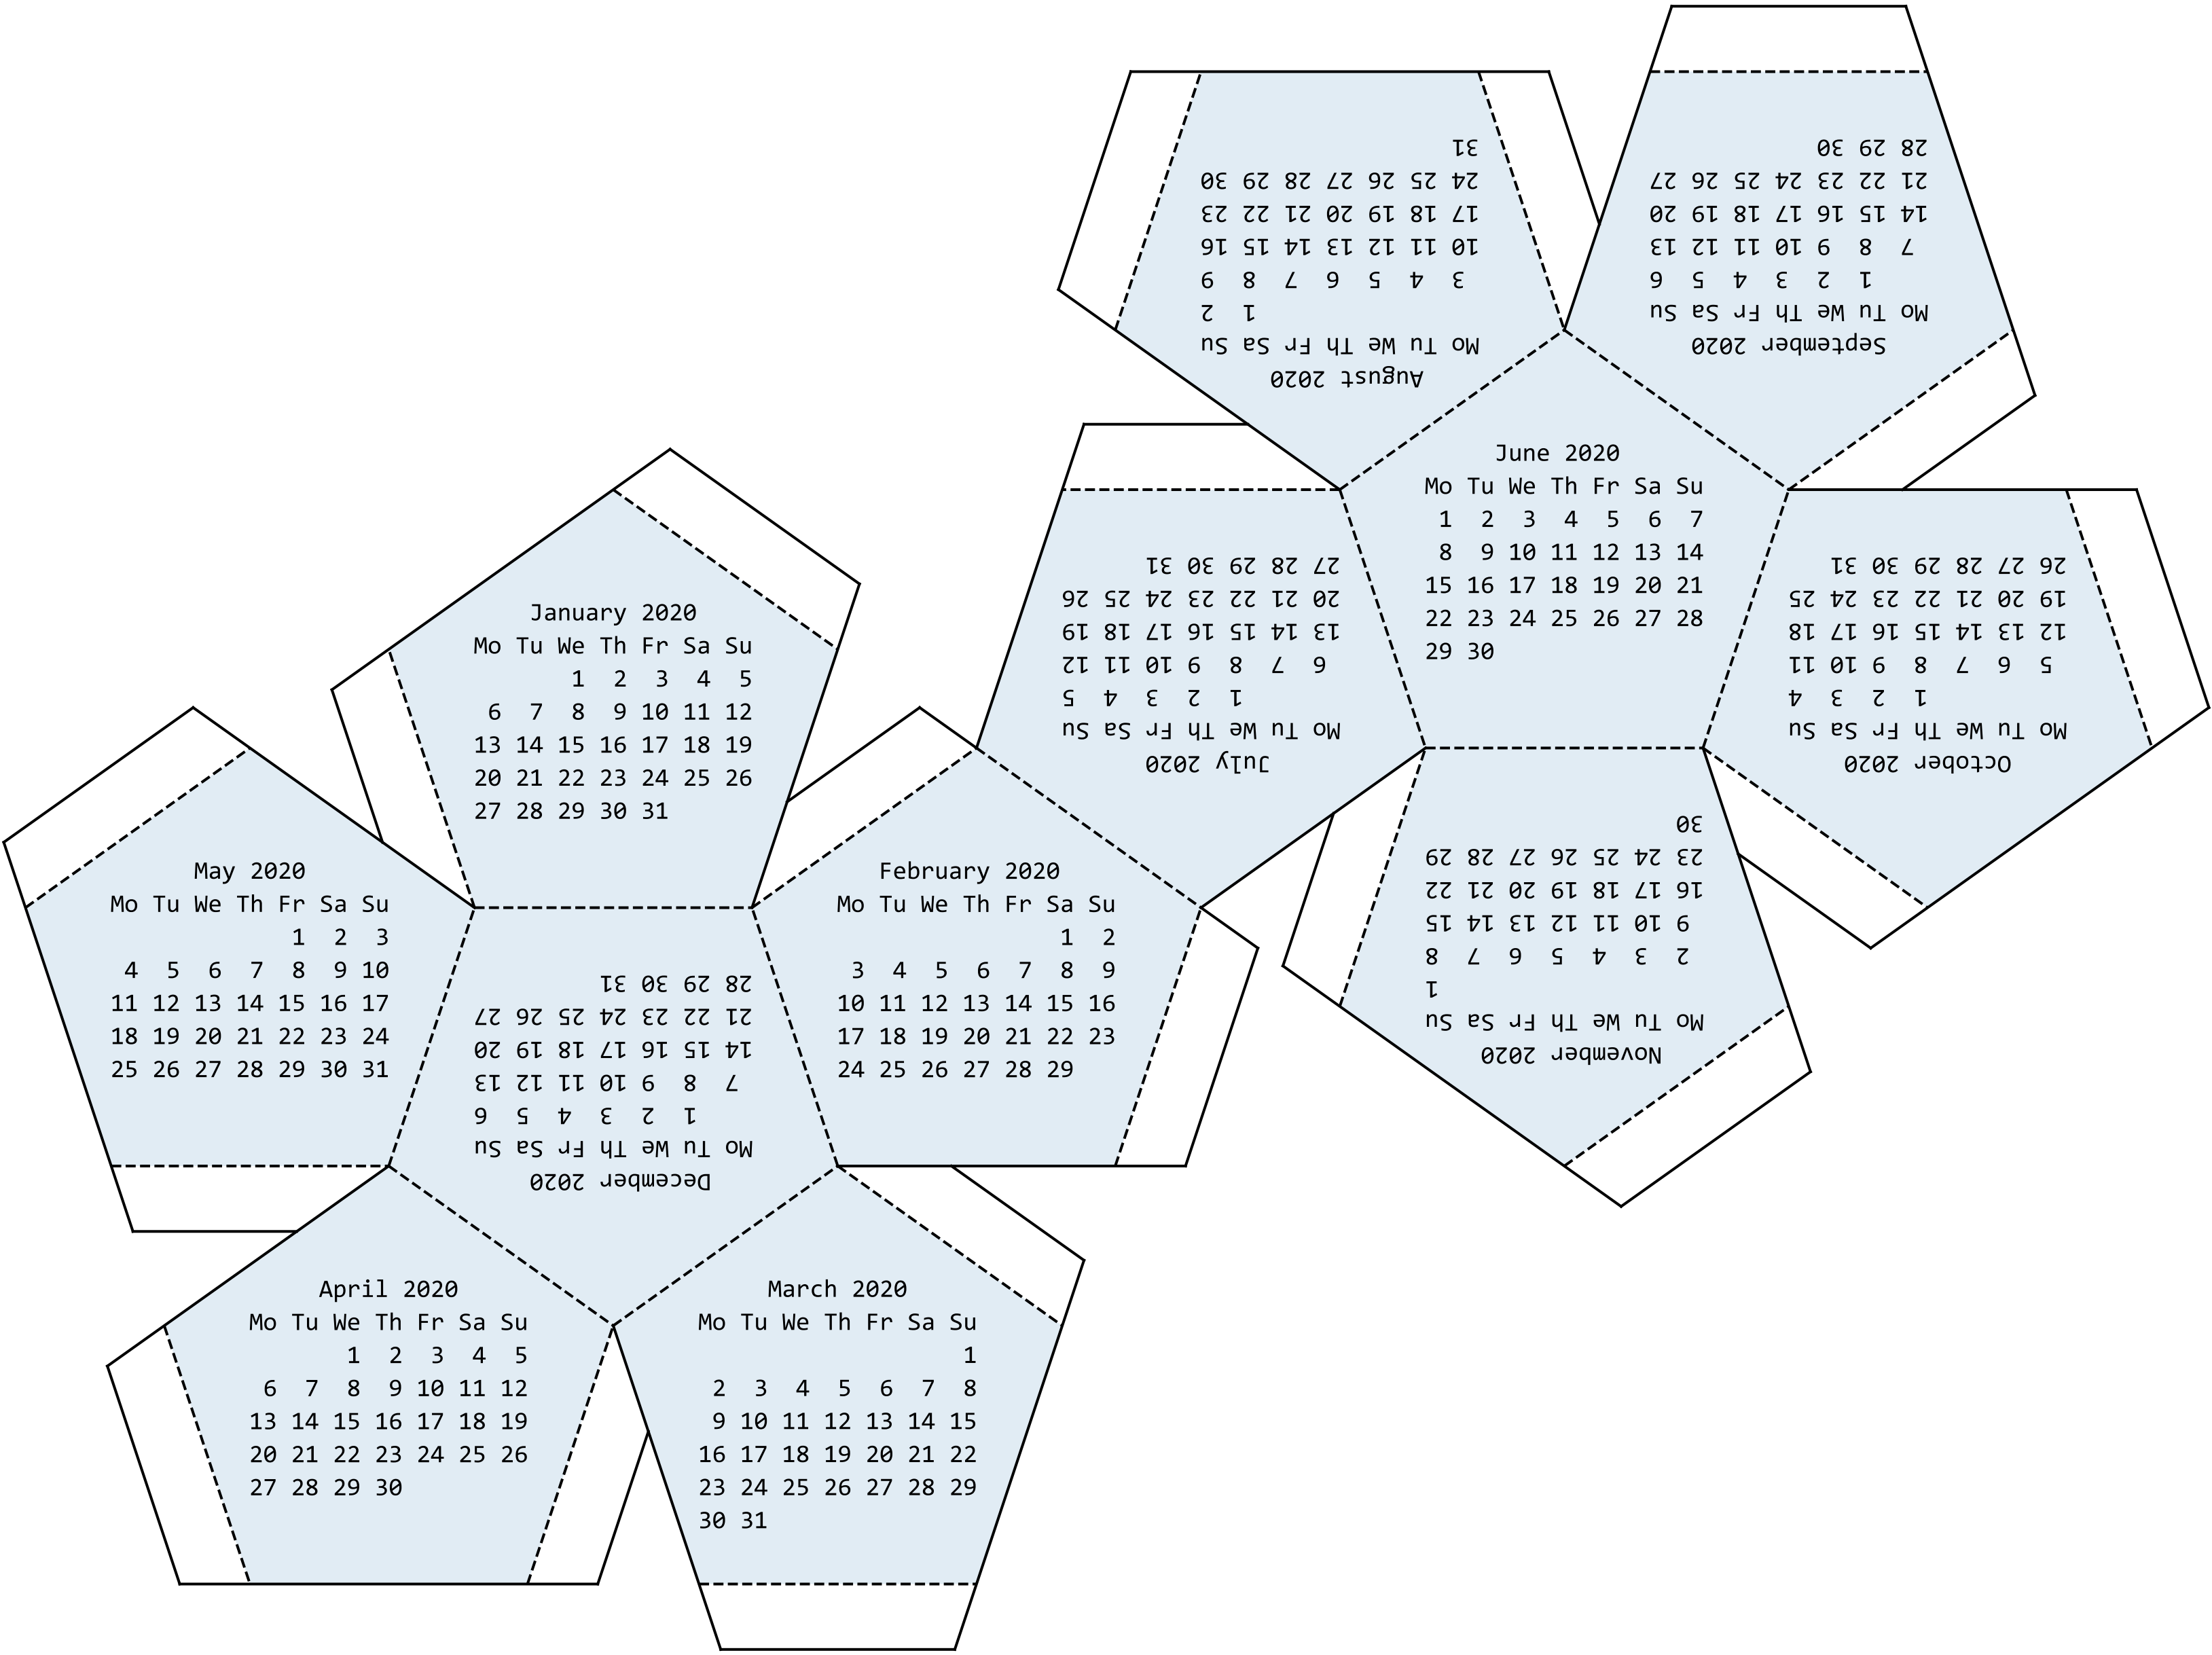 January 2020
Mo Tu We Th Fr Sa Su
1 2 3 4 5
6 7 8 9 10 11 12
13 14 15 16 17 18 19
20 21 22 23 24 25 26
27 28 29 30 31
February 2020
Mo Tu We Th Fr Sa Su
1 2
3 4 5 6 7 8 9
10 11 12 13 14 15 16
17 18 19 20 21 22 23
24 25 26 27 28 29
March 2020
Mo Tu We Th Fr Sa Su
1
2 3 4 5 6 7 8
9 10 11 12 13 14 15
16 17 18 19 20 21 22
23 24 25 26 27 28 29
30 31
April 2020
Mo Tu We Th Fr Sa Su
1 2 3 4 5
6 7 8 9 10 11 12
13 14 15 16 17 18 19
20 21 22 23 24 25 26
27 28 29 30
May 2020
Mo Tu We Th Fr Sa Su
1 2 3
4 5 6 7 8 9 10
11 12 13 14 15 16 17
18 19 20 21 22 23 24
25 26 27 28 29 30 31
June 2020
Mo Tu We Th Fr Sa Su
1 2 3 4 5 6 7
8 9 10 11 12 13 14
15 16 17 18 19 20 21
22 23 24 25 26 27 28
29 30
July 2020
Mo Tu We Th Fr Sa Su
1 2 3 4 5
6 7 8 9 10 11 12
13 14 15 16 17 18 19
20 21 22 23 24 25 26
27 28 29 30 31
August 2020
Mo Tu We Th Fr Sa Su
1 2
3 4 5 6 7 8 9
10 11 12 13 14 15 16
17 18 19 20 21 22 23
24 25 26 27 28 29 30
31
September 2020
Mo Tu We Th Fr Sa Su
1 2 3 4 5 6
7 8 9 10 11 12 13
14 15 16 17 18 19 20
21 22 23 24 25 26 27
28 29 30
October 2020
Mo Tu We Th Fr Sa Su
1 2 3 4
5 6 7 8 9 10 11
12 13 14 15 16 17 18
19 20 21 22 23 24 25
26 27 28 29 30 31
November 2020
Mo Tu We Th Fr Sa Su
1
2 3 4 5 6 7 8
9 10 11 12 13 14 15
16 17 18 19 20 21 22
23 24 25 26 27 28 29
30
December 2020
Mo Tu We Th Fr Sa Su
1 2 3 4 5 6
7 8 9 10 11 12 13
14 15 16 17 18 19 20
21 22 23 24 25 26 27
28 29 30 31